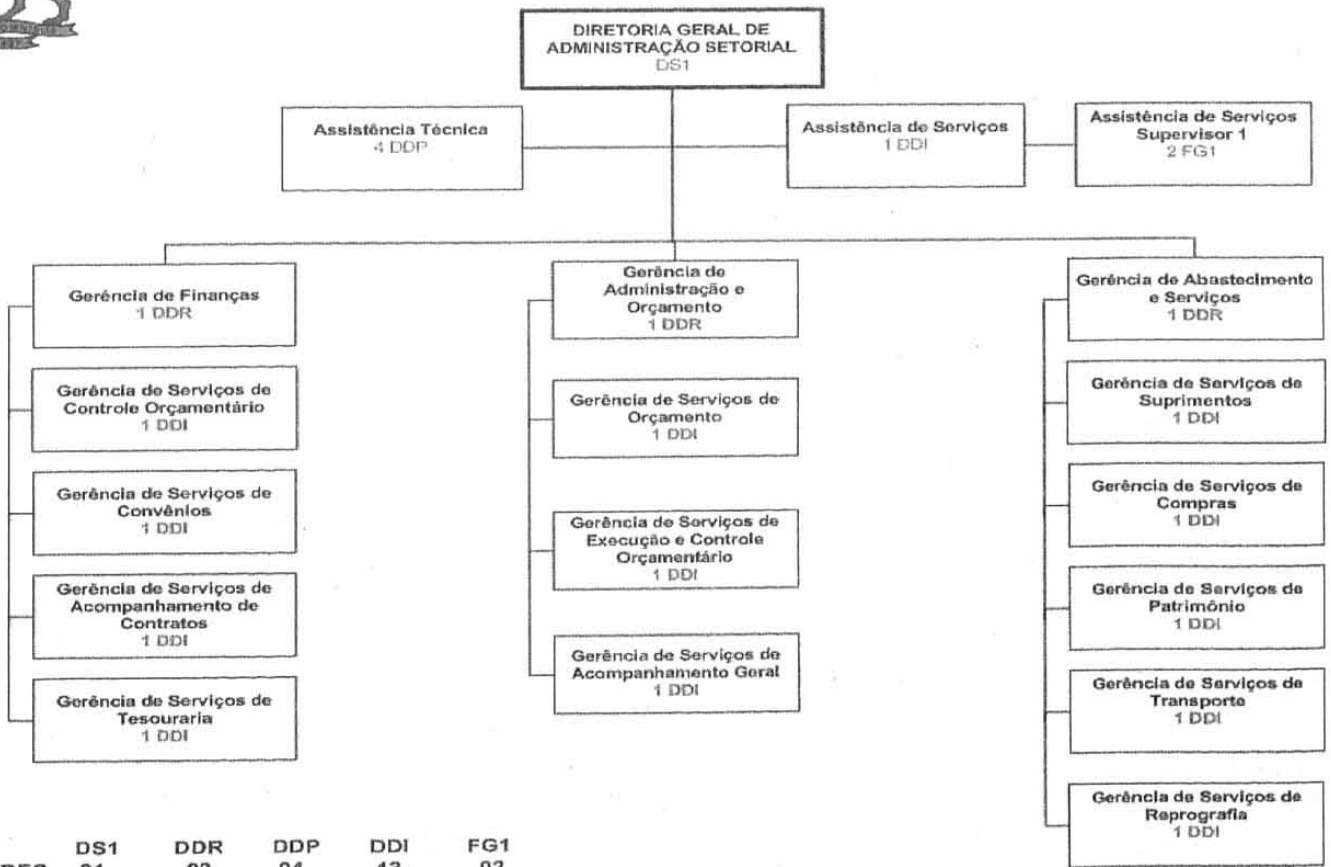 DIRETORIA GERAL DE
ADMINISTRAÇÃO SETORIAL
DS1
Assistência Técnica
4 DDP
Assistência de Serviços
1 DDI
Assistência de Serviços
Supervisor 1
2 FG1
Gerência de Finanças
1 DDR
Gerência de Serviços de
Controle Orçamentário
1 DDI
Gerência de Serviços de
Convênios
1 DDI
Gerência de Serviços de
Acompanhamento de
Contratos
1 DDI
Gerência de Serviços de
Tesouraria
1 DDI
Gerência de
Administração e
Orçamento
1 DDR
Gerência de Serviços de
Orçamento
1 DDI
Gerência de Serviços de
Execução e Controle
Orçamentário
1 DDI
Gerência de Serviços de
Acompanhamento Geral
1 DDI
Gerência de Abastecimento
e Serviços
1 DDR
Gerência de Serviços de
Suprimentos
1 DDI
Gerência de Serviços de
Compras
1 DDI
Gerência de Serviços de
Patrimônio
1 DDI
Gerência de Serviços de
Transporte
1 DDI
Gerência de Serviços de
Reprografia
1 DDI
DS1 DDR DDP DDI FG1